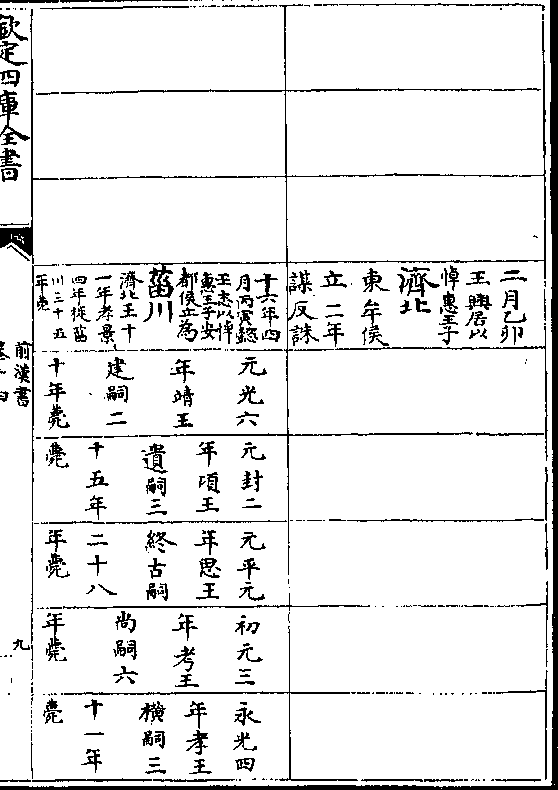 二月乙卯
王興居以
悼惠王子
濟北
東牟侯
立二年
謀反誅
十六年四
月丙寅懿
王志以悼
惠王子安
都侯立為
菑川
濟北王十
一年孝景
四年徙菑
川三十五
年薨
元光六
年靖王
建嗣二
十年薨
元封二
年頃王
遺嗣三
十五年
薨
元平元
年思王
終古嗣
二十八
年薨
初元三
年考王
尚嗣六
年薨
永光四
年孝王
橫嗣三
十一年
薨
欽定四庫全書
前漢書
卷十四
九